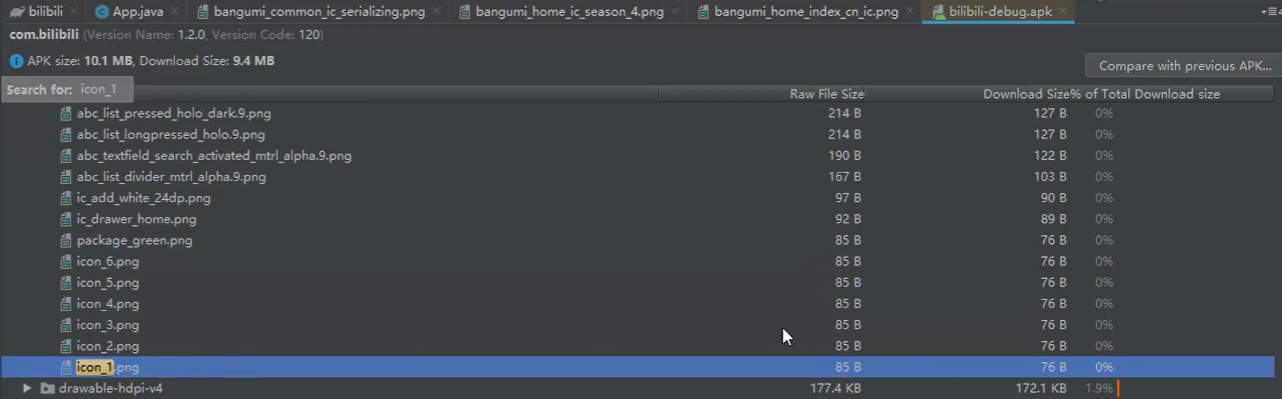 bilibili App.java bangumi_common_ic_serializing.png bangumi_home_ic_season_4.png bangumi_home_index_cn_ic.png bilibili-debug.apk
com.bilibili (Version Name: 1.2.0, Version Code: 120)
APK size: 10.1 MB, Download Size: 9.4 MB
Compare with previous APK...
Search for: icon_1
Raw File Size Download Size % of Total Download size
abc_list_pressed_holo_dark.9.png 214 B 127 B 0%
abc_list_longpressed_holo.9.png 214 B 127 B 0%
abc_textfield_search_activated_mtrl_alpha.9.png 190 B 122 B 0%
abc_list_divider_mtrl_alpha.9.png 167 B 103 B 0%
ic_add_white_24dp.png 97 B 90 B 0%
ic_drawer_home.png 92 B 89 B 0%
package_green.png 85 B 76 B 0%
icon_6.png 85 B 76 B 0%
icon_5.png 85 B 76 B 0%
icon_4.png 85 B 76 B 0%
icon_3.png 85 B 76 B 0%
icon_2.png 85 B 76 B 0%
icon_1.png 85 B 76 B 0%
drawable-hdpi-v4 177.4 KB 172.1 KB 1.9%